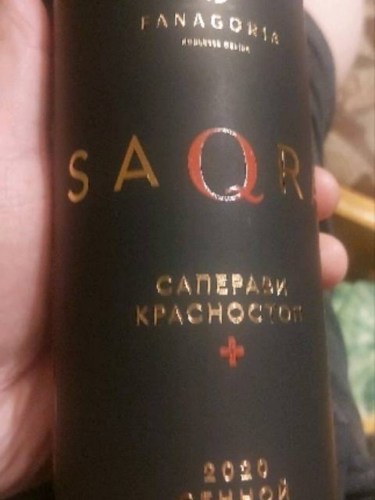 FANAGORIA
SAQR
САПЕРАВИ
КРАСНОСТОП
+
2020